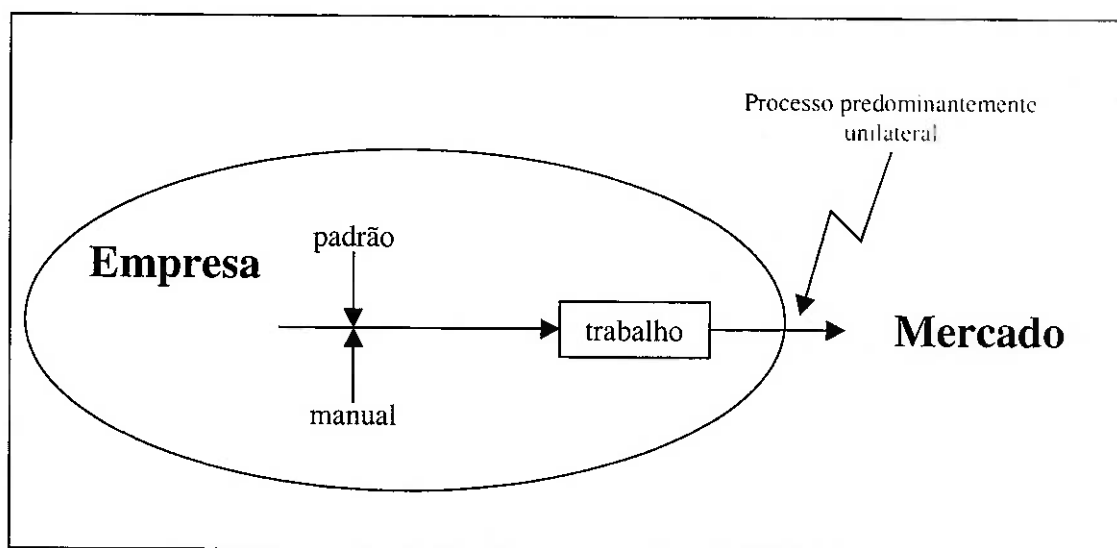 Processo predominantemente
unilateral
padrão
Empresa
trabalho
Mercado
manual